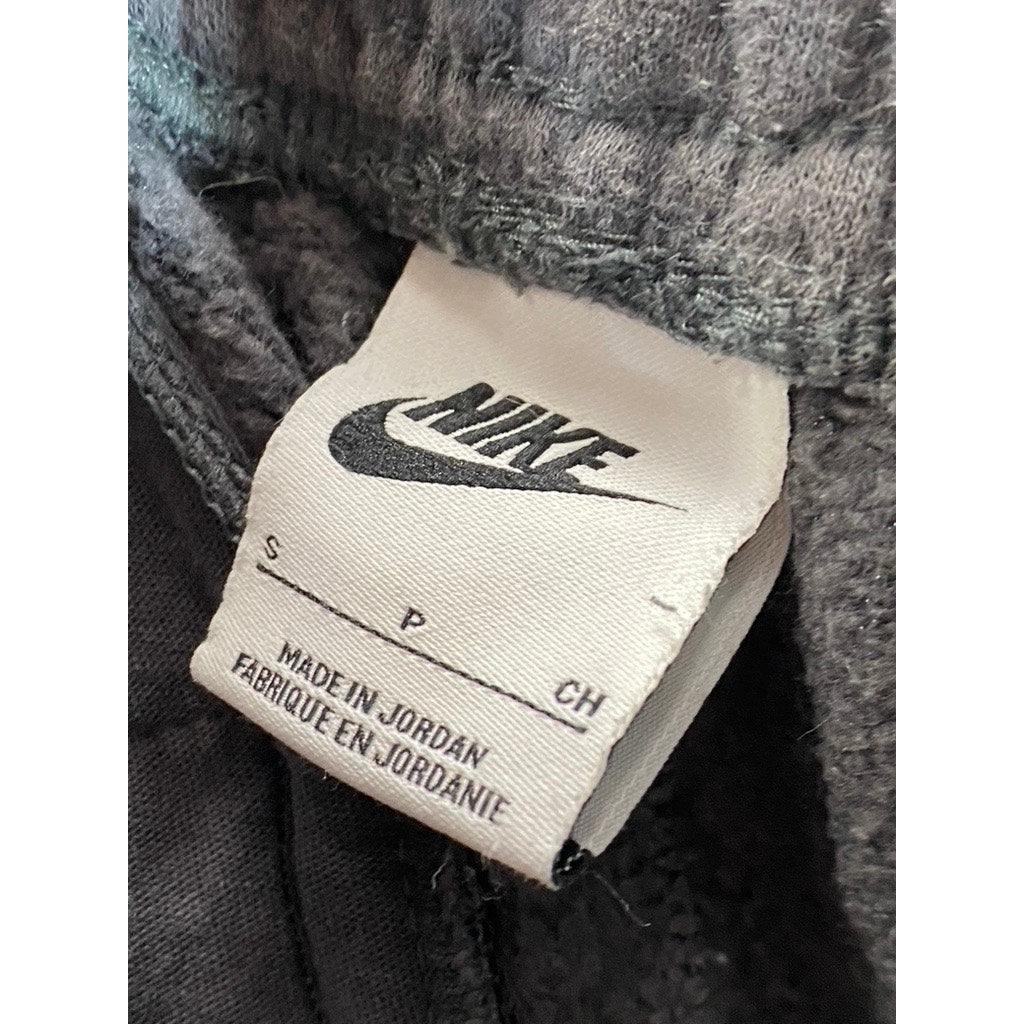 NIKE
S
P
CH
MADE IN JORDAN
FABRIQUE EN JORDANIE